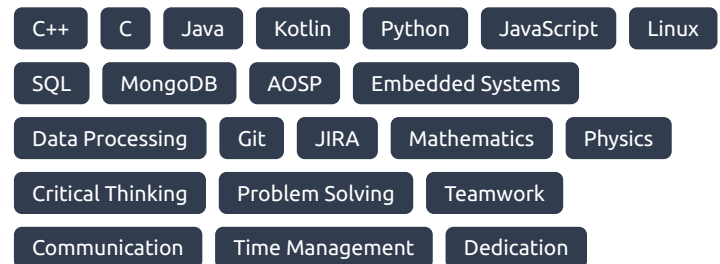 C++ C Java Kotlin Python JavaScript Linux
SQL MongoDB AOSP Embedded Systems
Data Processing Git JIRA Mathematics Physics
Critical Thinking Problem Solving Teamwork
Communication Time Management Dedication